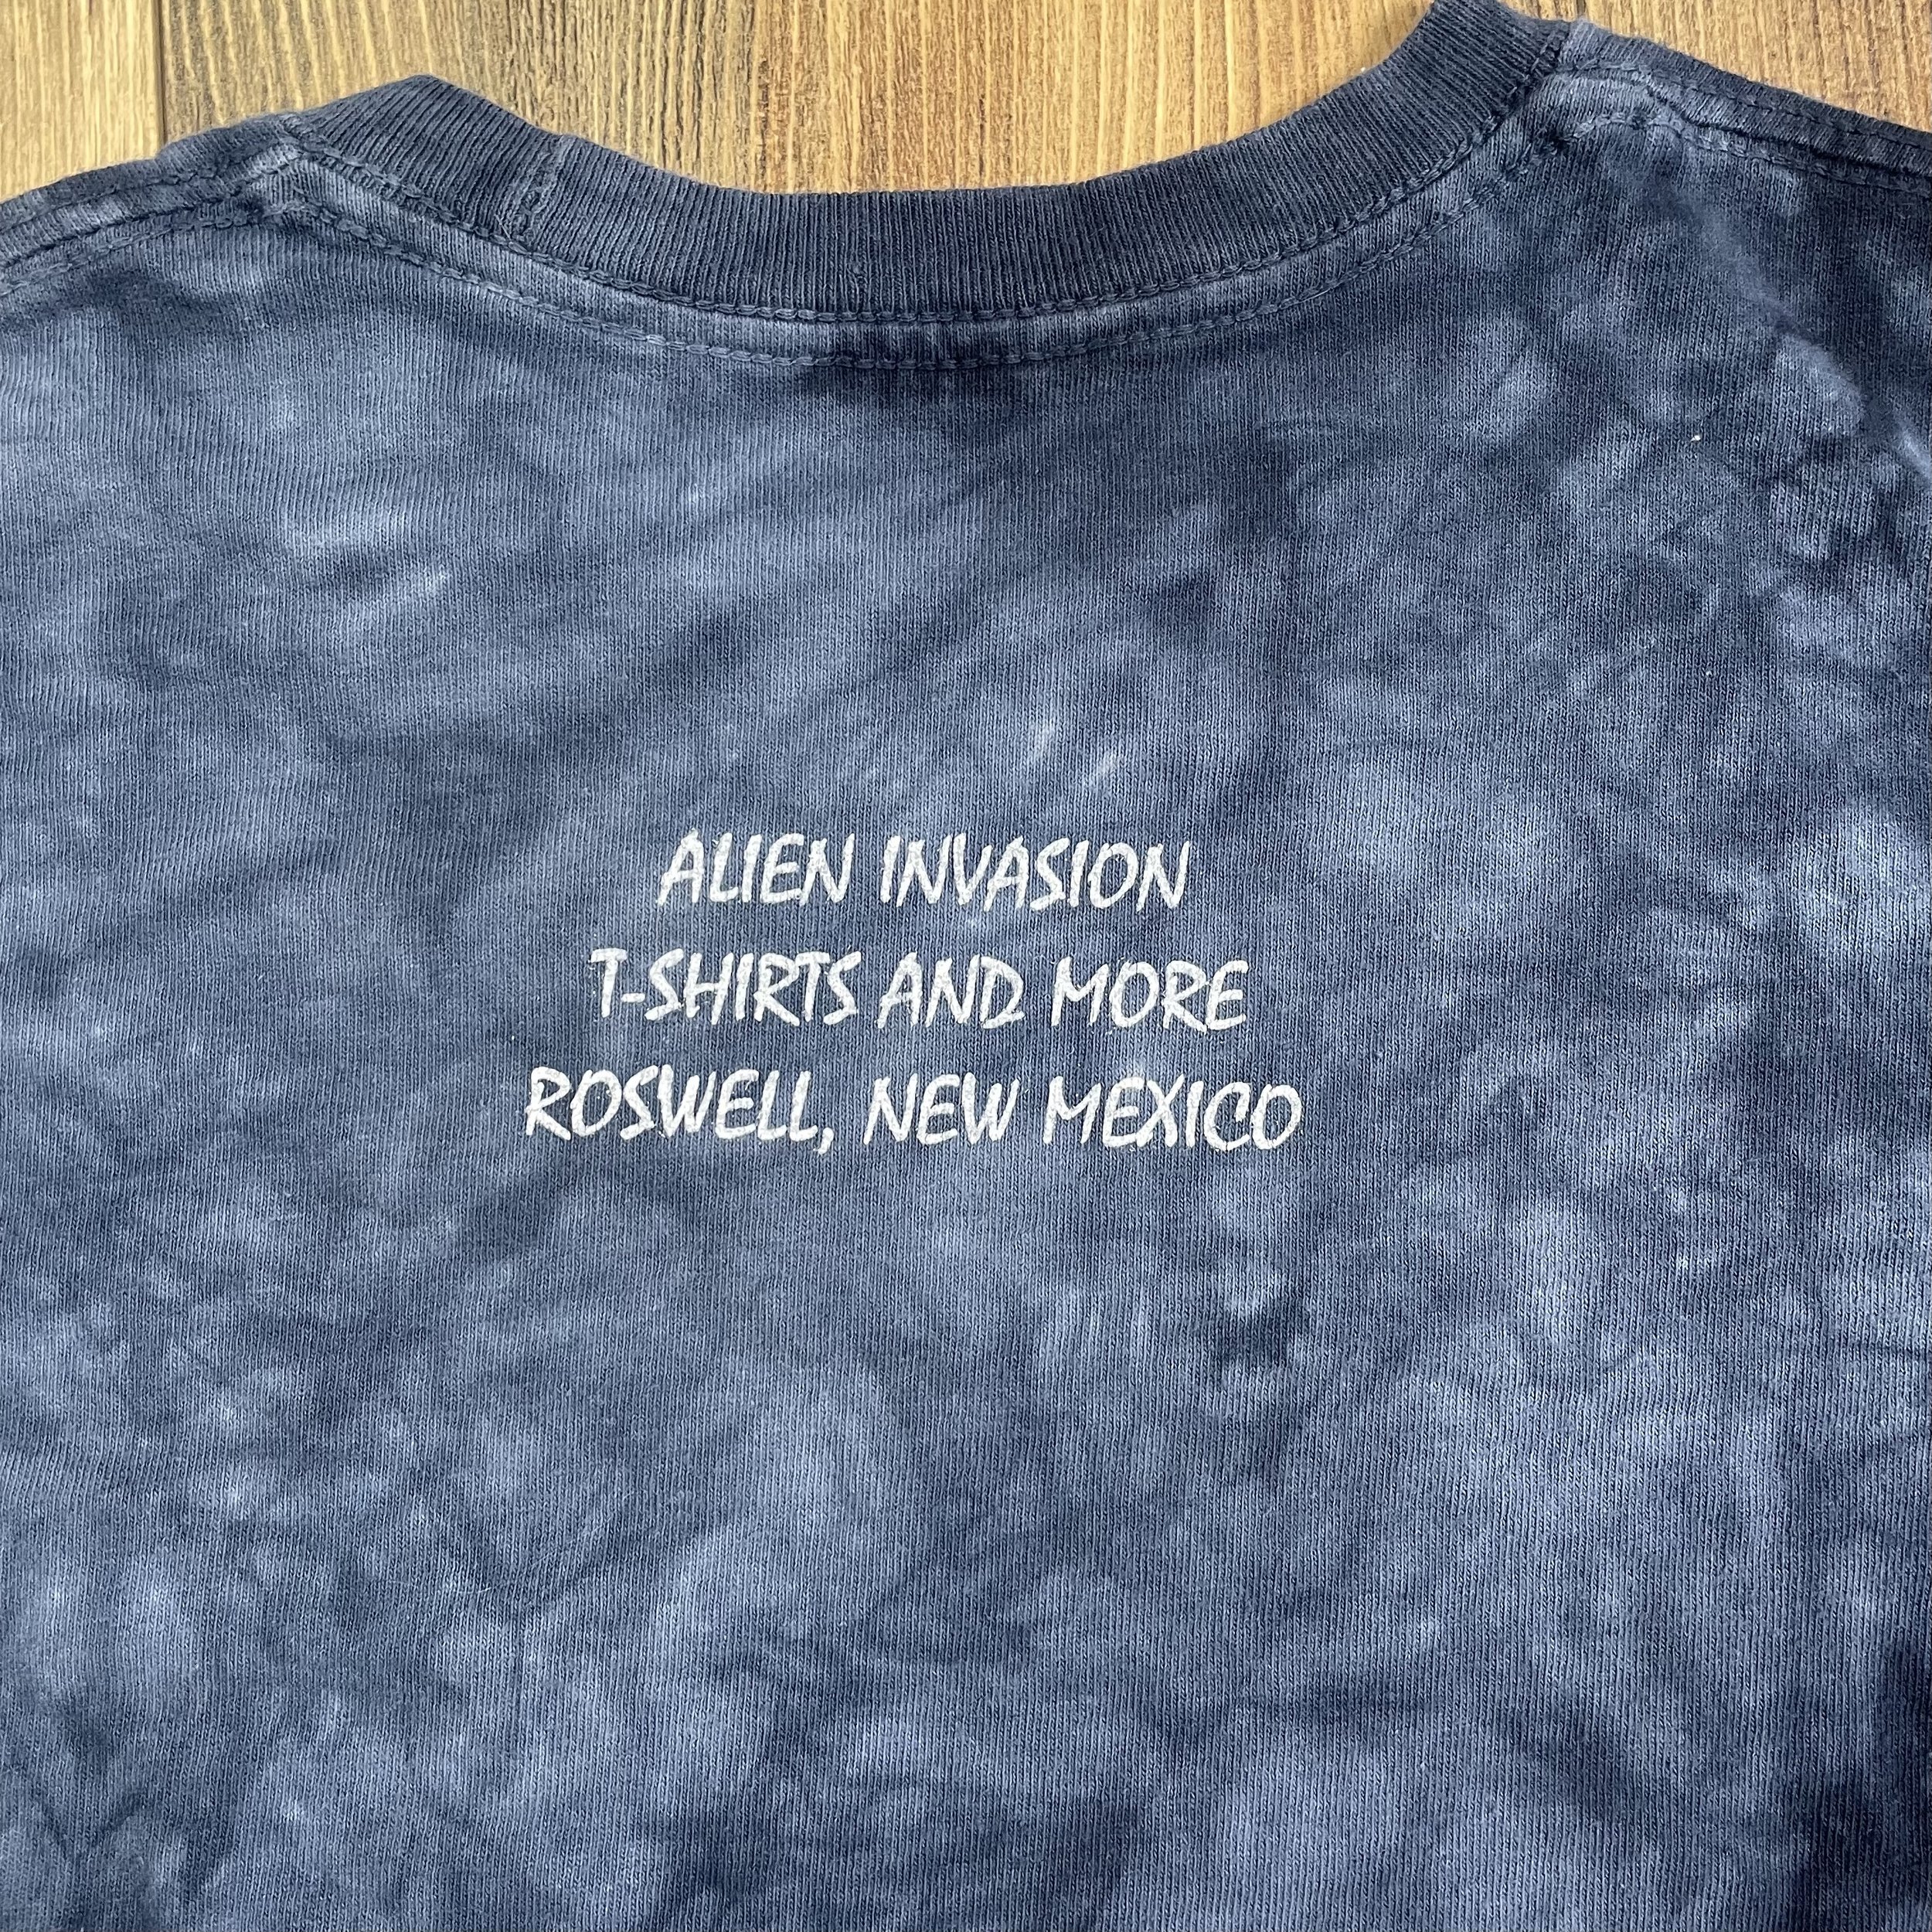 ALIEN INVASION
T-SHIRTS AND MORE
ROSWELL, NEW MEXICO